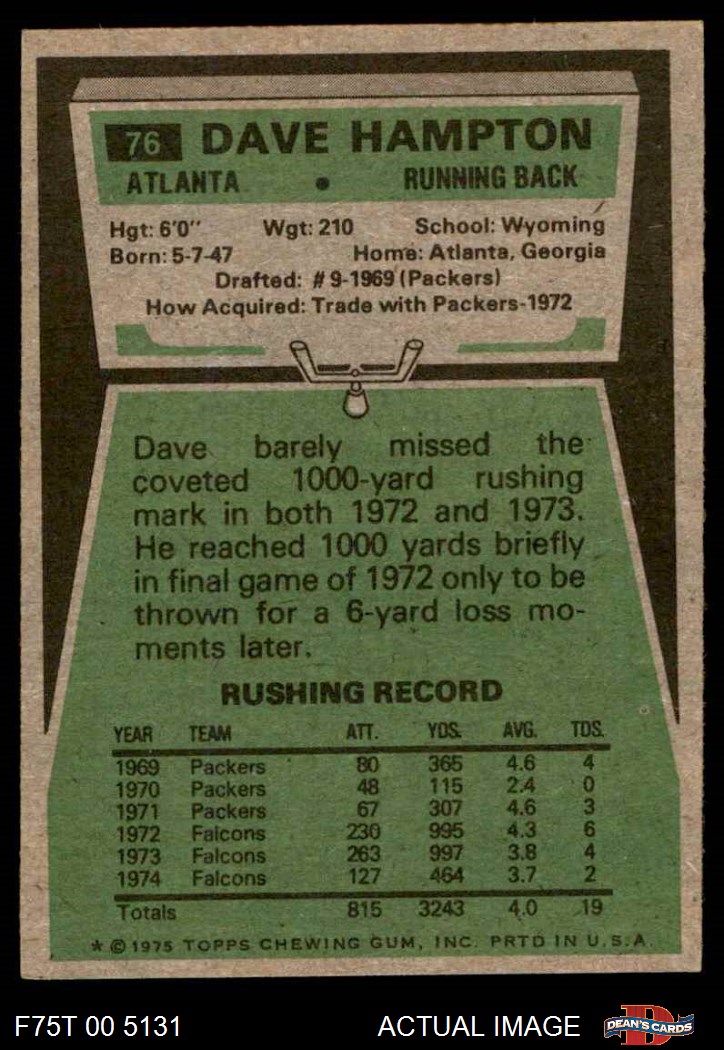 76 DAVE HAMPTON
ATLANTA • RUNNING BACK
Hgt: 6'0" Wgt: 210 School: Wyoming
Born: 5-7-47 Home: Atlanta, Georgia
Drafted: #9-1969 (Packers)
How Acquired: Trade with Packers-1972
Dave barely missed the
coveted 1000-yard rushing
mark in both 1972 and 1973.
He reached 1000 yards briefly
in final game of 1972 only to be
thrown for a 6-yard loss mo-
ments later.
RUSHING RECORD
YEAR TEAM ATT. YDS. AVG. TDS.
1969 Packers 80 365 4.6 4
1970 Packers 48 115 2.4 0
1971 Packers 67 307 4.6 3
1972 Falcons 230 995 4.3 6
1973 Falcons 263 997 3.8 4
1974 Falcons 127 464 3.7 2
Totals 815 3243 4.0 19
* © 1975 TOPPS CHEWING GUM, INC. PRTD IN U.S.A.
F75T 00 5131 ACTUAL IMAGE D DEAN'S CARDS